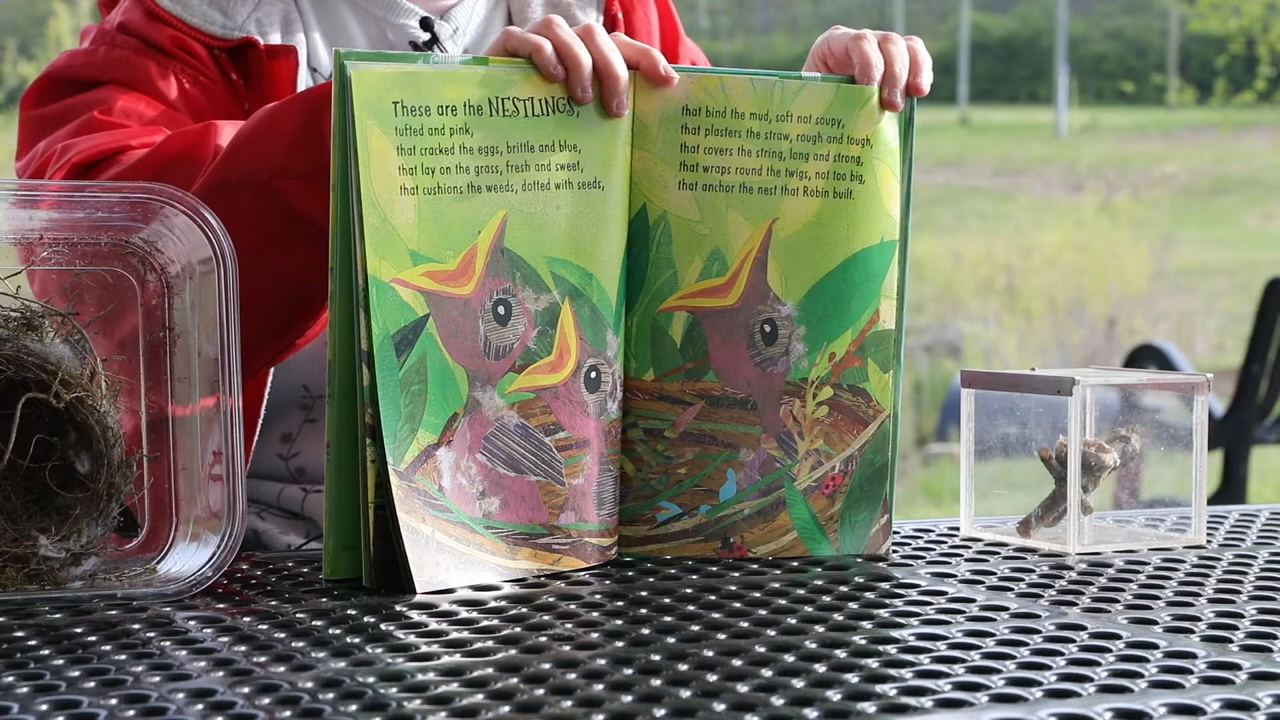 These are the NESTLINGS,
tufted and pink,
that cracked the eggs, brittle and blue,
that lay on the grass, fresh and sweet,
that cushions the weeds, dotted with seeds,
that bind the mud, soft not soupy,
that plasters the straw, rough and tough,
that covers the string, long and strong,
that wraps round the twigs, not too big,
that anchor the nest that Robin built.